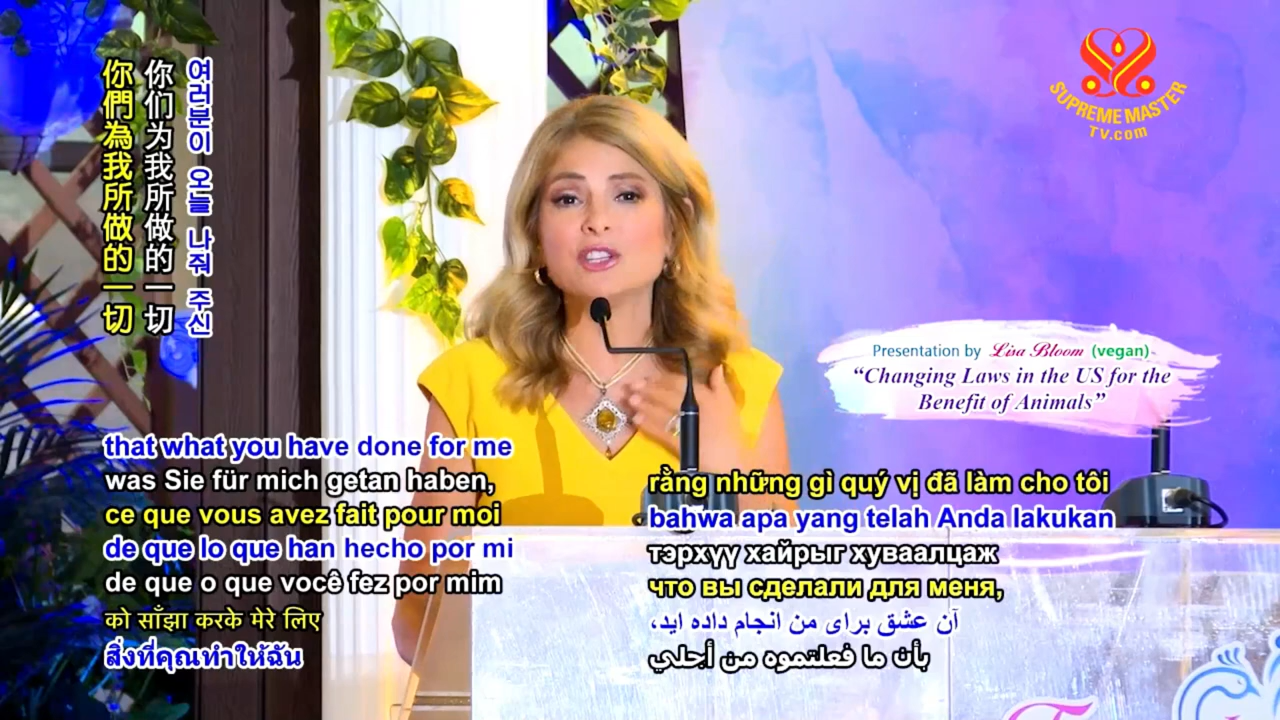 여러분이 오늘 나눠 주신
你们为我所做的一切
你們為我所做的一切
SUPREME MASTER
TV.com
Presentation by Lisa Bloom (vegan)
“Changing Laws in the US for the
Benefit of Animals”
that what you have done for me
was Sie für mich getan haben,
ce que vous avez fait pour moi
de que lo que han hecho por mi
de que o que você fez por mim
को साँझा करके मेरे लिए
สิ่งที่คุณทำให้ฉัน
rằng những gì quý vị đã làm cho tôi
bahwa apa yang telah Anda lakukan
тэрхүү хайрыг хуваалцаж
что вы сделали для меня,
آن عشق برای من انجام داده اید،
بأن ما فعلتموه من أجلي